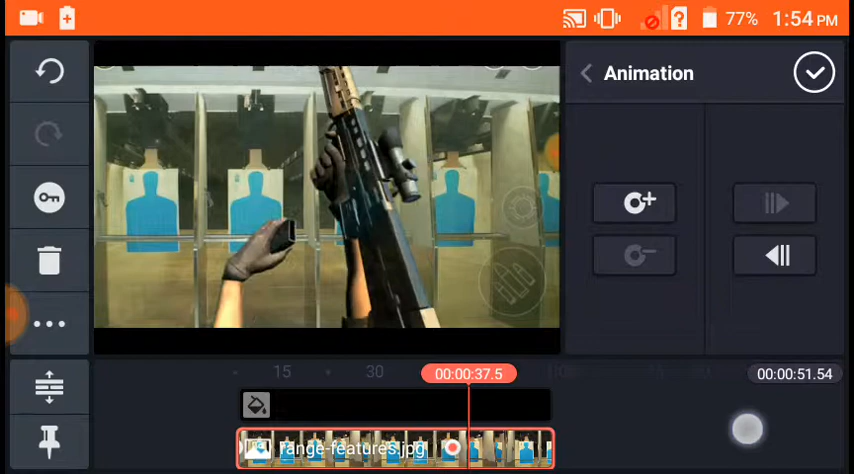 77% 1:54 PM
Animation
15 30
00:00:37.5
00:00:51.54
range-features.jpg